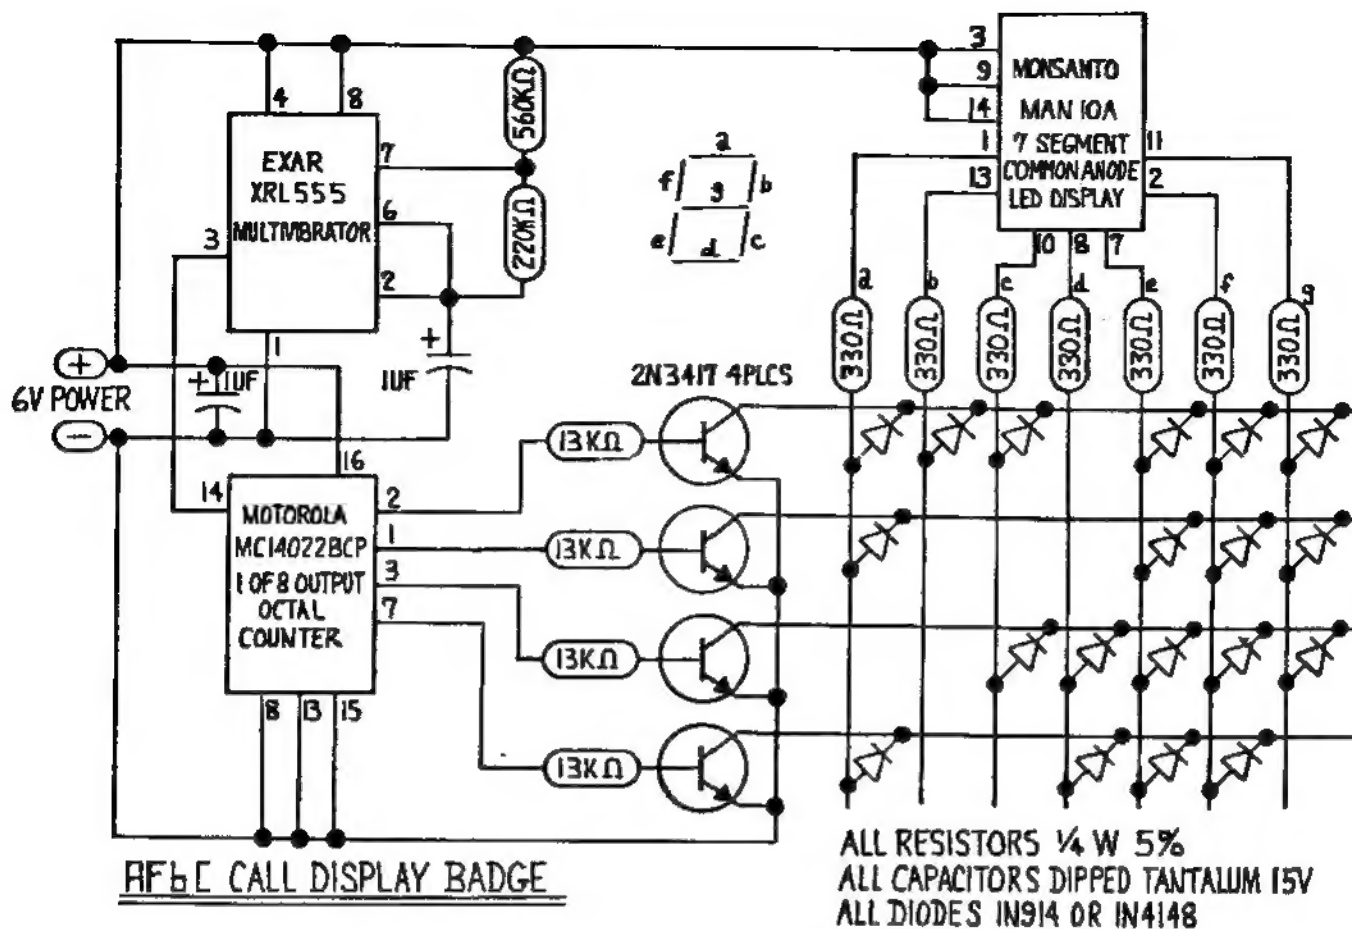 3
MONSANTO
9
MAN 10A
14
7 SEGMENT
1
11
COMMON ANODE
13
2
LED DISPLAY
10
8
7
4
8
560KΩ
EXAR
7
XRL555
MULTIVIBRATOR
6
3
220KΩ
2
1
a
f
g
b
e
d
c
a
b
c
d
e
f
g
330Ω
330Ω
330Ω
330Ω
330Ω
330Ω
330Ω
+
+
1UF
+
1UF
6V POWER
−
2N3417 4PLCS
16
14
2
13KΩ
MOTOROLA
MC14022BCP
1
13KΩ
1 OF 8 OUTPUT
3
OCTAL
7
COUNTER
13KΩ
8
13
15
13KΩ
AF6C CALL DISPLAY BADGE
ALL RESISTORS ¼ W 5%
ALL CAPACITORS DIPPED TANTALUM 15V
ALL DIODES IN914 OR IN4148